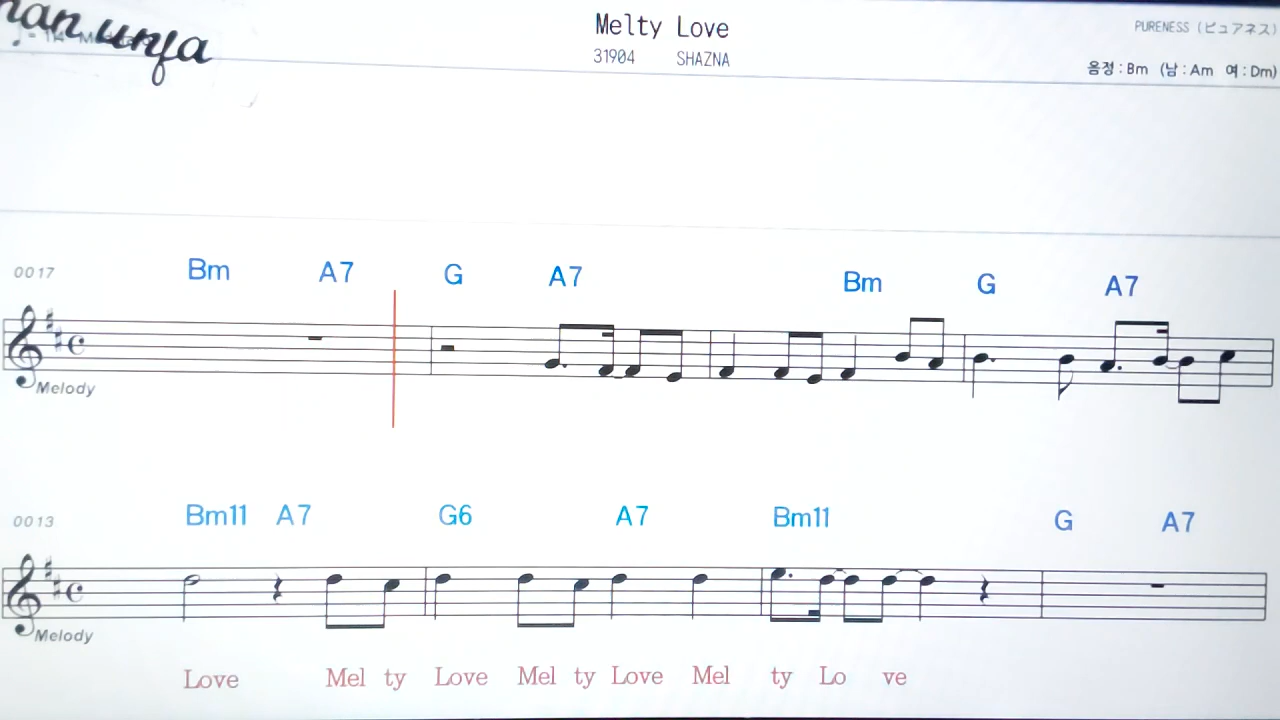 Melty Love
PURENESS (ピュアネス)
31904 SHAZNA
음정 : Bm (남 : Am 여 : Dm)
0017
Bm A7 G A7 Bm G A7
Melody
0013
Bm11 A7 G6 A7 Bm11 G A7
Melody
Love Mel ty Love Mel ty Love Mel ty Lo ve